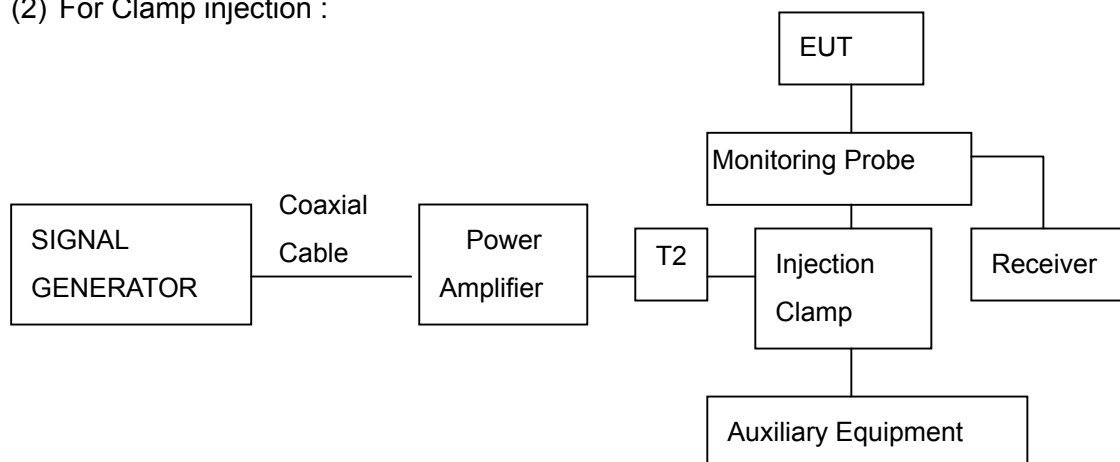 (2) For Clamp injection :
EUT
Monitoring Probe
Coaxial
Cable
SIGNAL
GENERATOR
Power
Amplifier
T2
Injection
Clamp
Receiver
Auxiliary Equipment